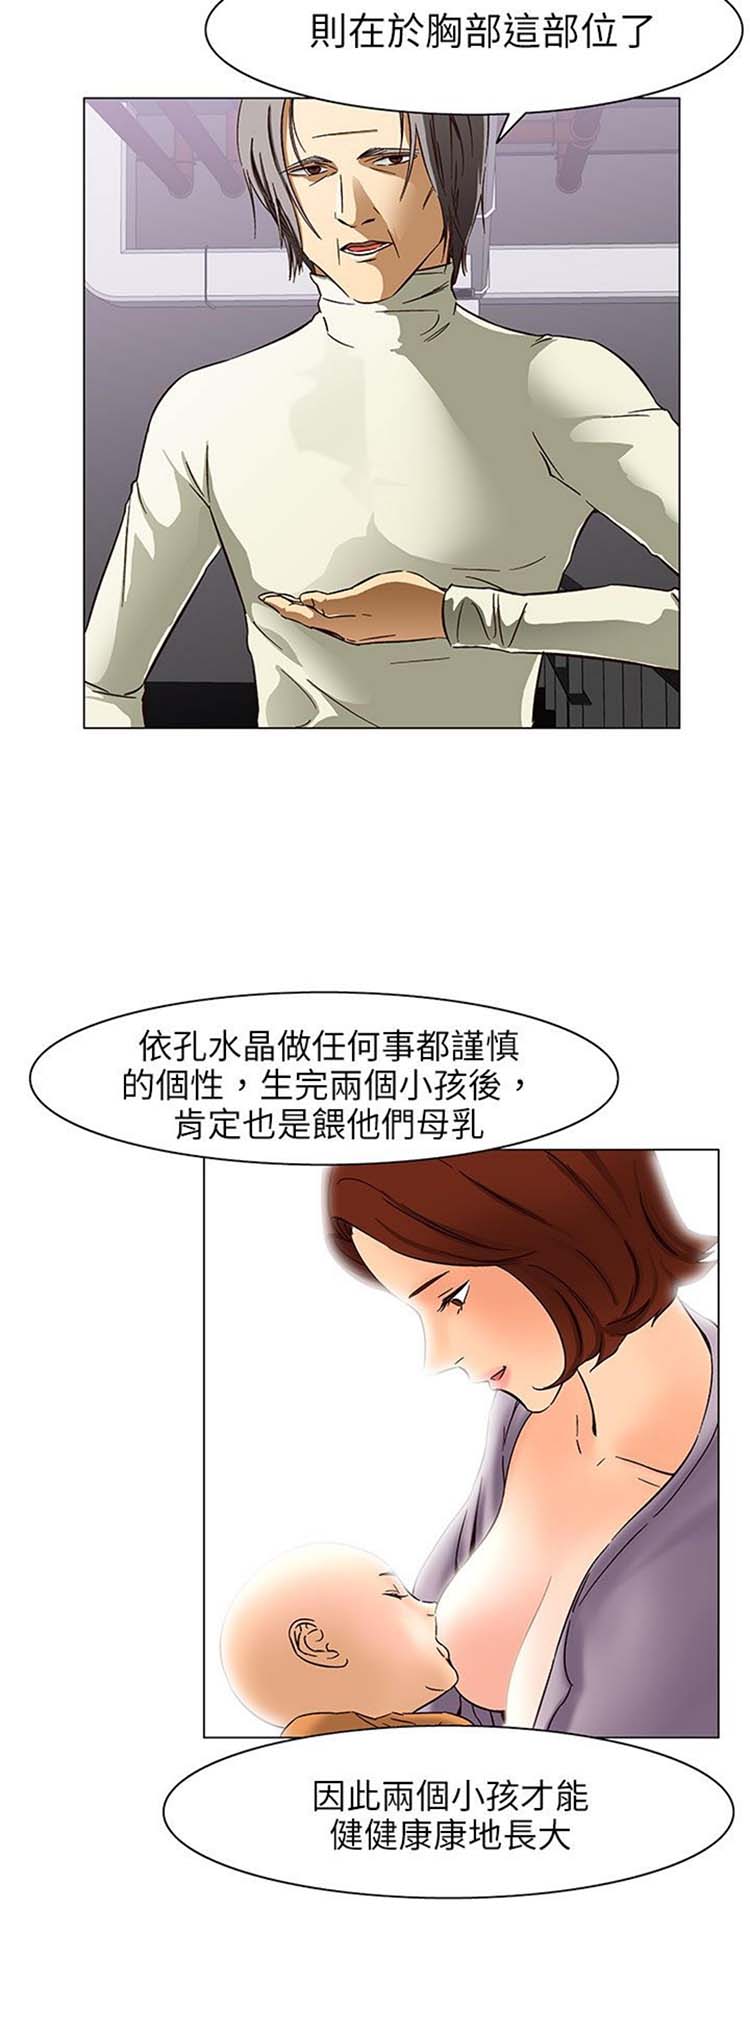 則在於胸部這部位了
依孔水晶做任何事都謹慎
的個性，生完兩個小孩後，
肯定也是餵他們母乳
因此兩個小孩才能
健健康康地長大